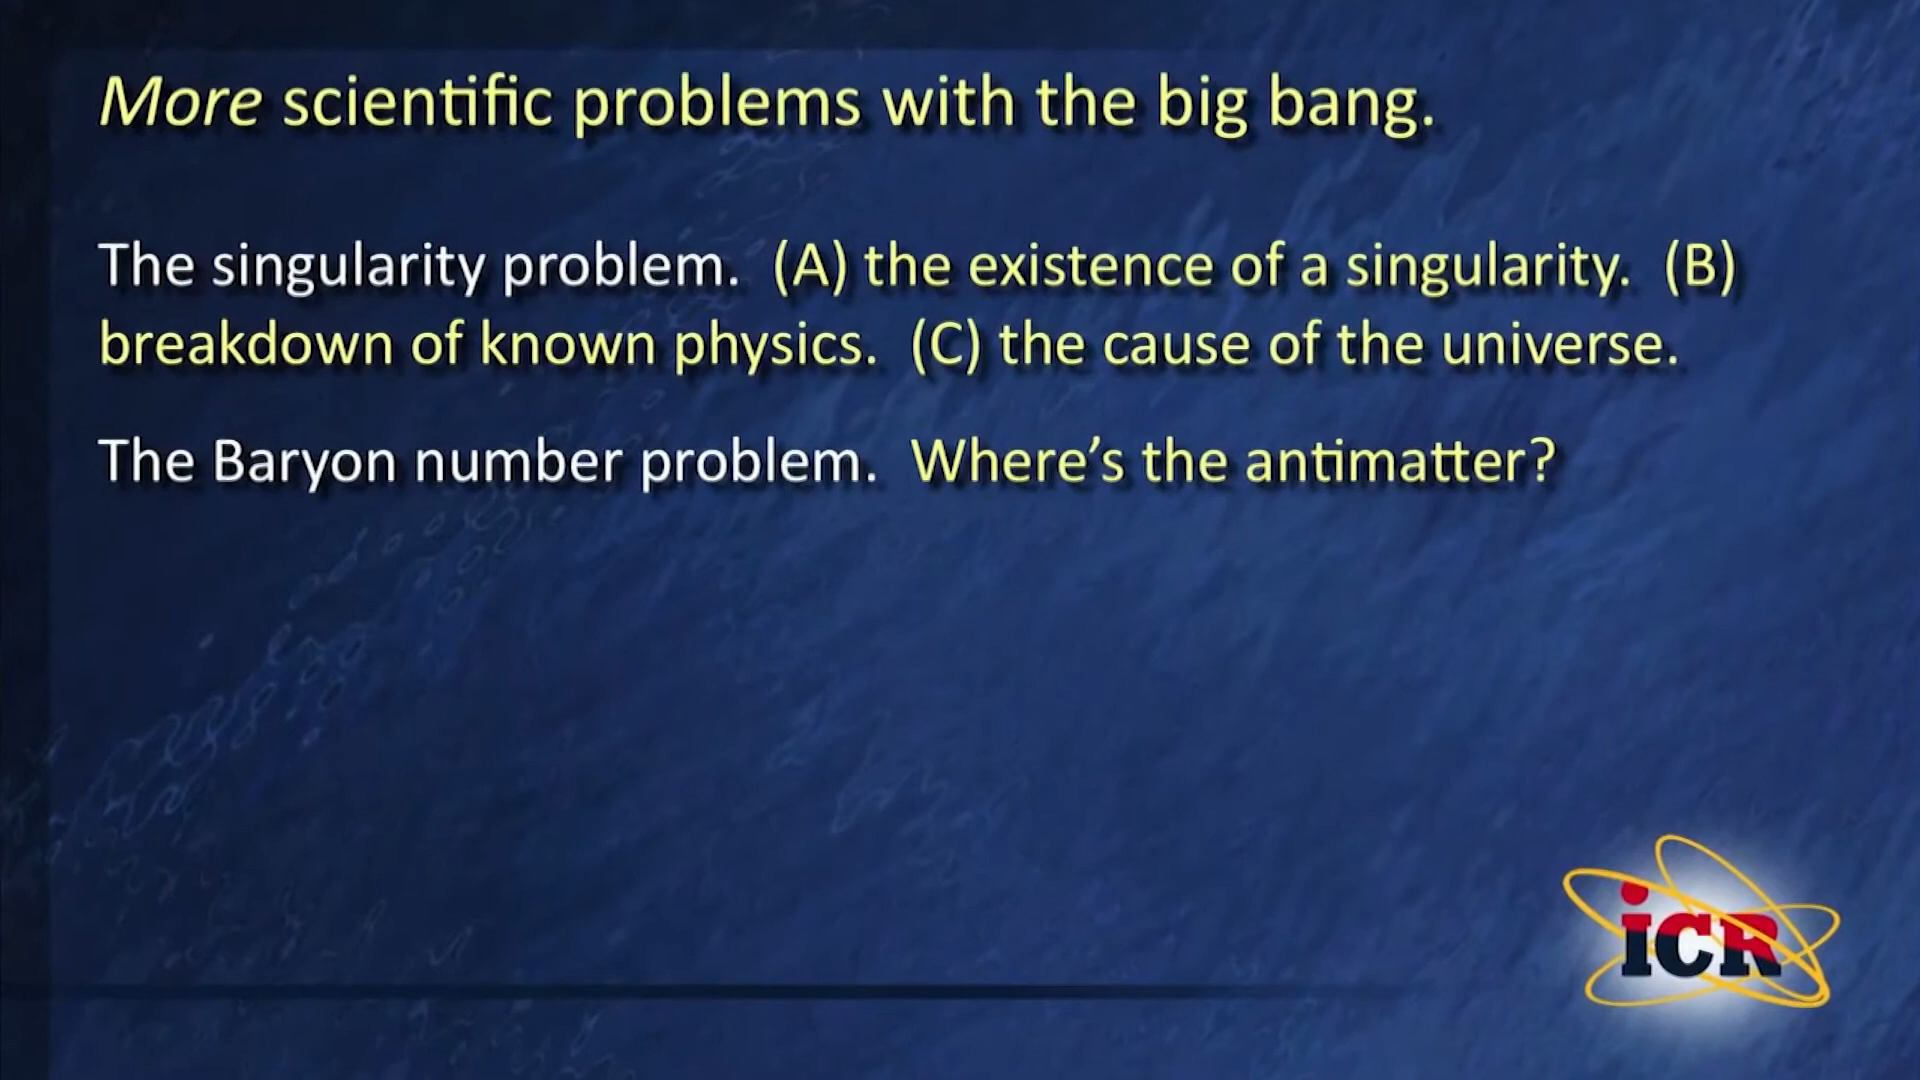 More scientific problems with the big bang.
The singularity problem.  (A) the existence of a singularity.  (B)
breakdown of known physics.  (C) the cause of the universe.
The Baryon number problem.  Where’s the antimatter?
iCR